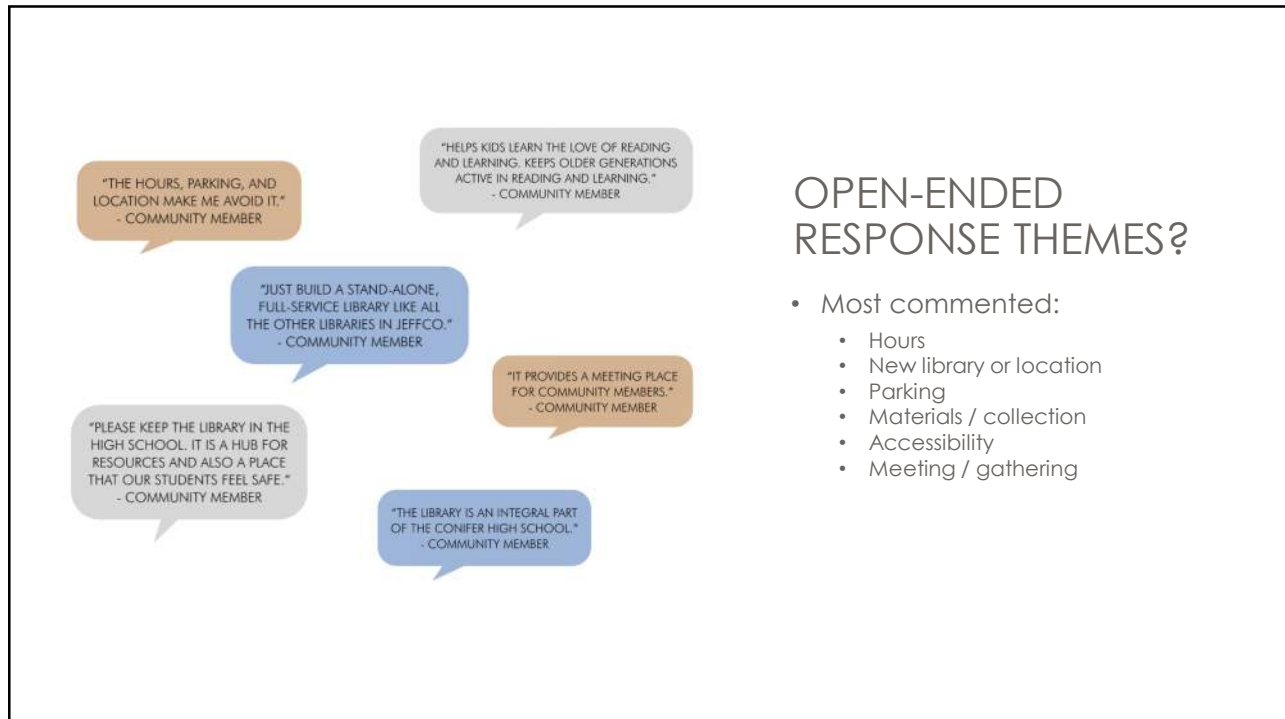 "THE HOURS, PARKING, AND
LOCATION MAKE ME AVOID IT."
- COMMUNITY MEMBER
"HELPS KIDS LEARN THE LOVE OF READING
AND LEARNING. KEEPS OLDER GENERATIONS
ACTIVE IN READING AND LEARNING."
- COMMUNITY MEMBER
"JUST BUILD A STAND-ALONE,
FULL-SERVICE LIBRARY LIKE ALL
THE OTHER LIBRARIES IN JEFFCO."
- COMMUNITY MEMBER
"IT PROVIDES A MEETING PLACE
FOR COMMUNITY MEMBERS."
- COMMUNITY MEMBER
"PLEASE KEEP THE LIBRARY IN THE
HIGH SCHOOL. IT IS A HUB FOR
RESOURCES AND ALSO A PLACE
THAT OUR STUDENTS FEEL SAFE."
- COMMUNITY MEMBER
"THE LIBRARY IS AN INTEGRAL PART
OF THE CONIFER HIGH SCHOOL."
- COMMUNITY MEMBER
OPEN-ENDED
RESPONSE THEMES?
• Most commented:
• Hours
• New library or location
• Parking
• Materials / collection
• Accessibility
• Meeting / gathering